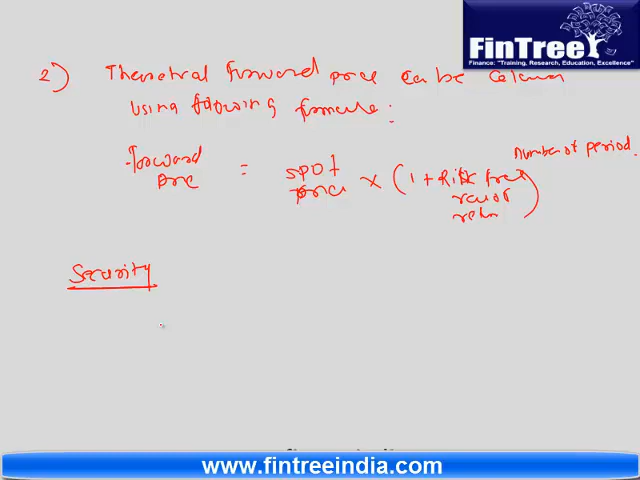 FinTree
Finance: "Training, Research, Education, Excellence"
2) Theoretical forward price can be
using following formula:
Forward price = spot price x (1 + Risk free rate of return) number of period.
Security
www.fintreeindia.com